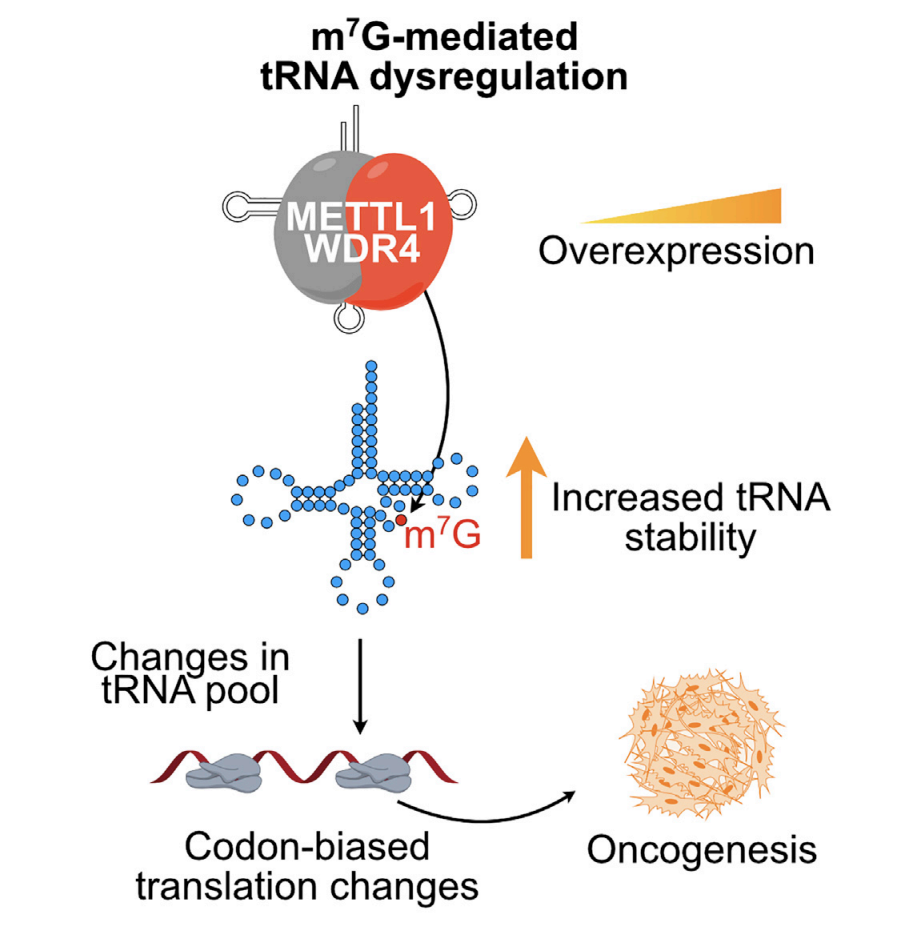 m⁷G-mediated
tRNA dysregulation
METTL1
WDR4
Overexpression
m⁷G
Increased tRNA
stability
Changes in
tRNA pool
Codon-biased
translation changes
Oncogenesis